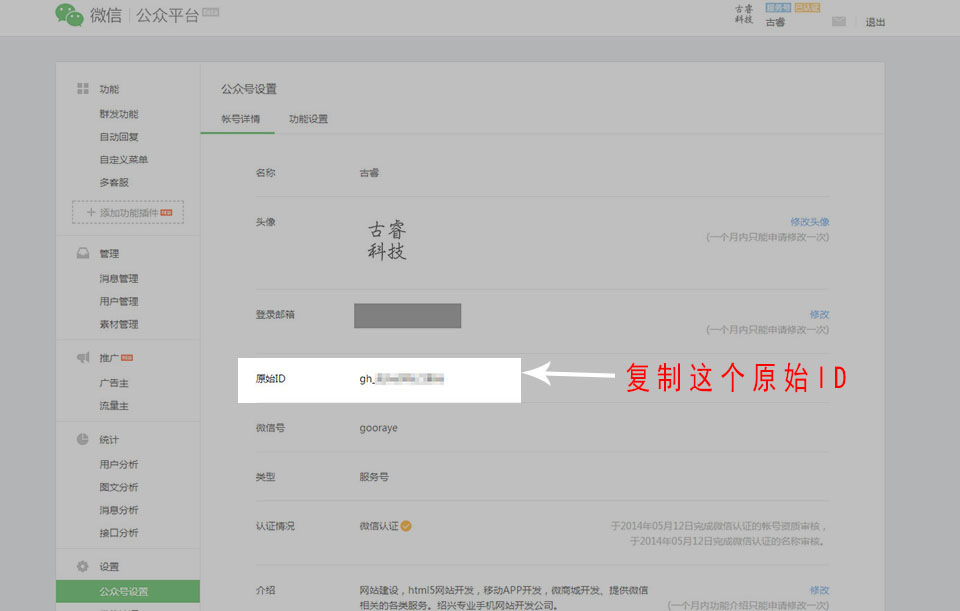 微信 公众平台 Beta
古睿
科技
服务号 已认证
古睿
退出
功能
群发功能
自动回复
自定义菜单
多客服
添加功能插件
管理
消息管理
用户管理
素材管理
推广
广告主
流量主
统计
用户分析
图文分析
消息分析
接口分析
设置
公众号设置
公众号设置
帐号详情 功能设置
名称 古睿
头像
古睿
科技
修改头像
(一个月内只能申请修改一次)
登录邮箱
修改
(一个月内只能申请修改一次)
原始ID gh_
复制这个原始ID
微信号 gooraye
类型 服务号
认证情况 微信认证
于2014年05月12日完成微信认证的帐号资质审核，
于2014年05月12日完成微信认证的名称审核。
介绍 网站建设，html5网站开发，移动APP开发，微商城开发、提供微信
相关的各类服务。绍兴专业手机网站开发公司。
修改
(一个月内功能介绍只能申请修改一次)